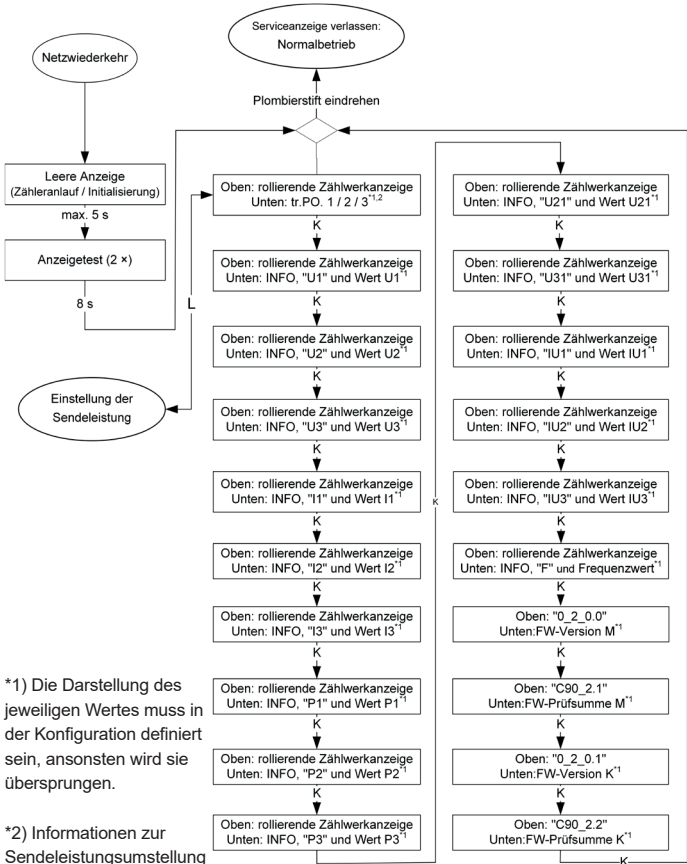 Serviceanzeige verlassen:
Normalbetrieb
Netzwiederkehr
Plombierstift eindrehen
Leere Anzeige
(Zähleranlauf / Initialisierung)
max. 5 s
Anzeigetest (2 ×)
8 s
L
Einstellung der
Sendeleistung
Oben: rollierende Zählwerkanzeige
Unten: tr.PO. 1 / 2 / 3*1,2
K
Oben: rollierende Zählwerkanzeige
Unten: INFO, "U1" und Wert U1*1
K
Oben: rollierende Zählwerkanzeige
Unten: INFO, "U2" und Wert U2*1
K
Oben: rollierende Zählwerkanzeige
Unten: INFO, "U3" und Wert U3*1
K
Oben: rollierende Zählwerkanzeige
Unten: INFO, "I1" und Wert I1*1
K
Oben: rollierende Zählwerkanzeige
Unten: INFO, "I2" und Wert I2*1
K
Oben: rollierende Zählwerkanzeige
Unten: INFO, "I3" und Wert I3*1
K
Oben: rollierende Zählwerkanzeige
Unten: INFO, "P1" und Wert P1*1
K
Oben: rollierende Zählwerkanzeige
Unten: INFO, "P2" und Wert P2*1
K
Oben: rollierende Zählwerkanzeige
Unten: INFO, "P3" und Wert P3*1
K
Oben: rollierende Zählwerkanzeige
Unten: INFO, "U21" und Wert U21*1
K
Oben: rollierende Zählwerkanzeige
Unten: INFO, "U31" und Wert U31*1
K
Oben: rollierende Zählwerkanzeige
Unten: INFO, "IU1" und Wert IU1*1
K
Oben: rollierende Zählwerkanzeige
Unten: INFO, "IU2" und Wert IU2*1
K
Oben: rollierende Zählwerkanzeige
Unten: INFO, "IU3" und Wert IU3*1
K
Oben: rollierende Zählwerkanzeige
Unten: INFO, "F" und Frequenzwert*1
K
Oben: "0_2_0.0"
Unten:FW-Version M*1
K
Oben: "C90_2.1"
Unten:FW-Prüfsumme M*1
K
Oben: "0_2_0.1"
Unten:FW-Version K*1
K
Oben: "C90_2.2"
Unten:FW-Prüfsumme K*1
K
*1) Die Darstellung des
jeweiligen Wertes muss in
der Konfiguration definiert
sein, ansonsten wird sie
übersprungen.
*2) Informationen zur
Sendeleistungsumstellung